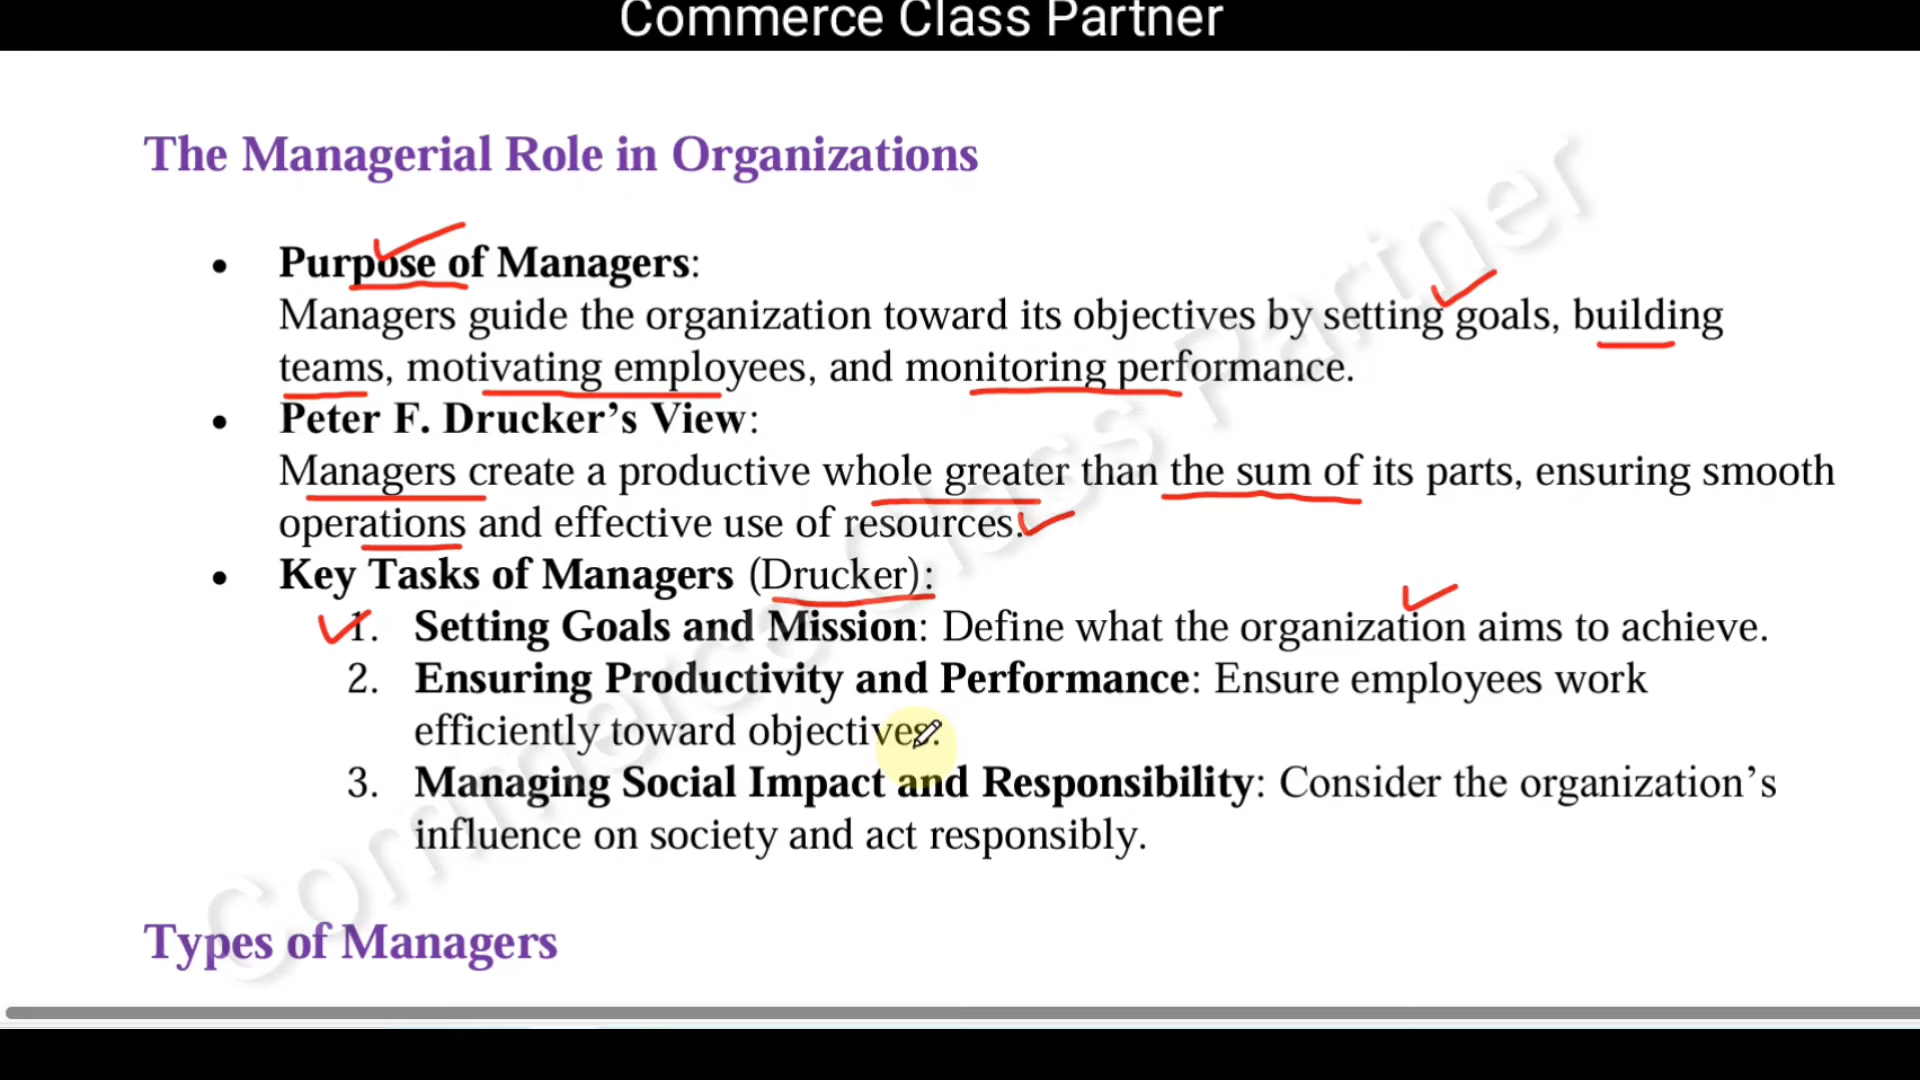 Commerce Class Partner
The Managerial Role in Organizations
• Purpose of Managers:
Managers guide the organization toward its objectives by setting goals, building
teams, motivating employees, and monitoring performance.
• Peter F. Drucker’s View:
Managers create a productive whole greater than the sum of its parts, ensuring smooth
operations and effective use of resources.
• Key Tasks of Managers (Drucker):
1. Setting Goals and Mission: Define what the organization aims to achieve.
2. Ensuring Productivity and Performance: Ensure employees work
efficiently toward objectives.
3. Managing Social Impact and Responsibility: Consider the organization’s
influence on society and act responsibly.
Types of Managers
Commerce Class Partner